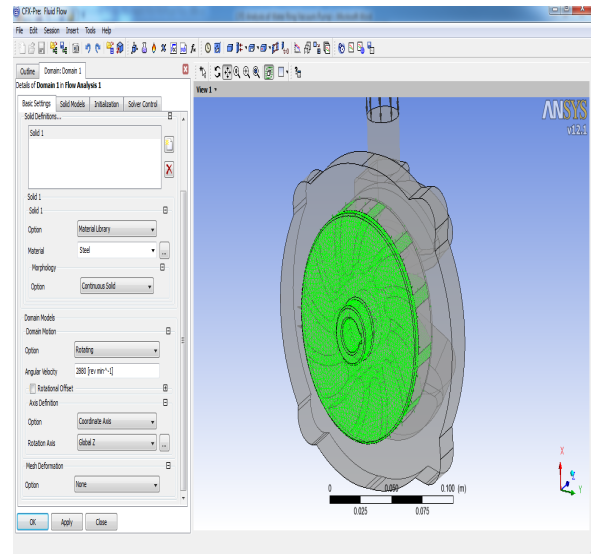 CFX-Pre: Fluid Flow
File Edit Session Insert Tools Help
Outline Domain: Domain 1
Details of Domain 1 in Flow Analysis 1
Basic Settings Solid Models Initialization Solver Control
Solid Definitions...
Solid 1
Solid 1
Solid 1
Option Material Library
Material Steel ...
Morphology
Option Continuous Solid
Domain Models
Domain Motion
Option Rotating
Angular Velocity 2880 [rev min^-1]
Rotational Offset
Axis Definition
Option Coordinate Axis
Rotation Axis Global Z ...
Mesh Deformation
Option None
OK Apply Close
View 1
ANSYS
v12.1
0 0.050 0.100 (m)
0.025 0.075
X
Z
Y